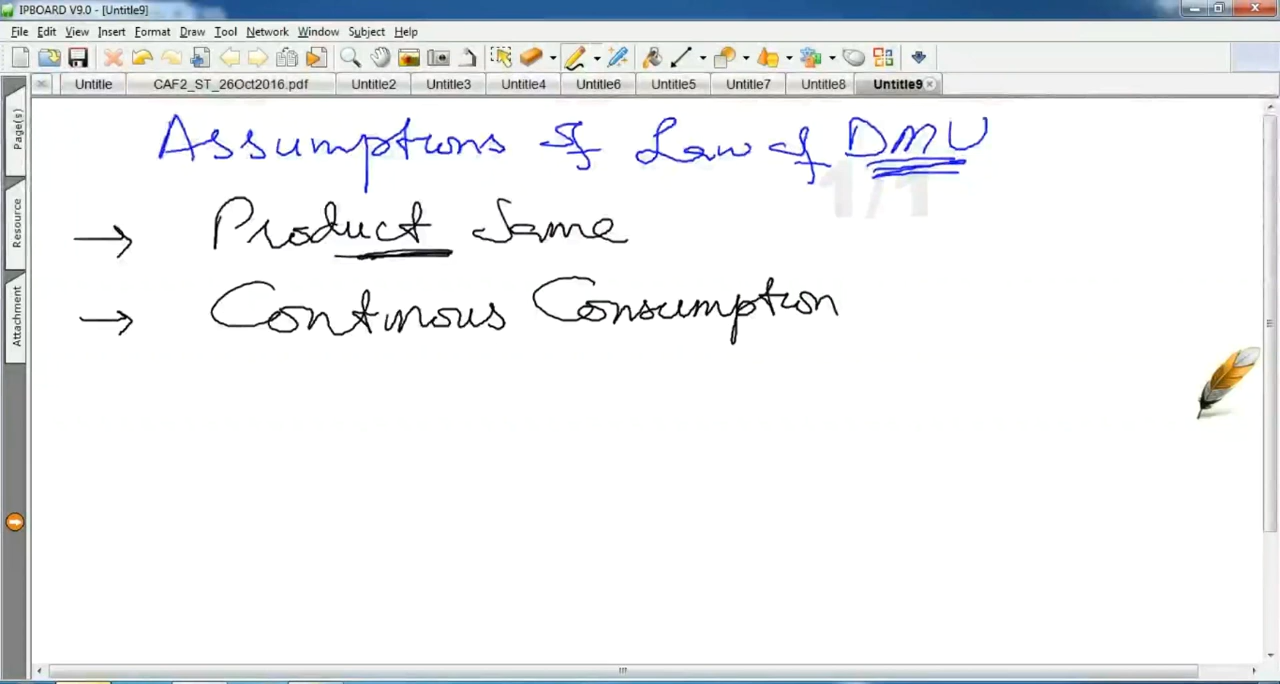 IPBOARD V9.0 - [Untitle9]
File Edit View Insert Format Draw Tool Network Window Subject Help
Untitle CAF2_ST_26Oct2016.pdf Untitle2 Untitle3 Untitle4 Untitle6 Untitle5 Untitle7 Untitle8 Untitle9
Page(s)
Resource
Attachment
Assumptions of Law of DMU
1/1
→ Product Same
→ Continous Consumption